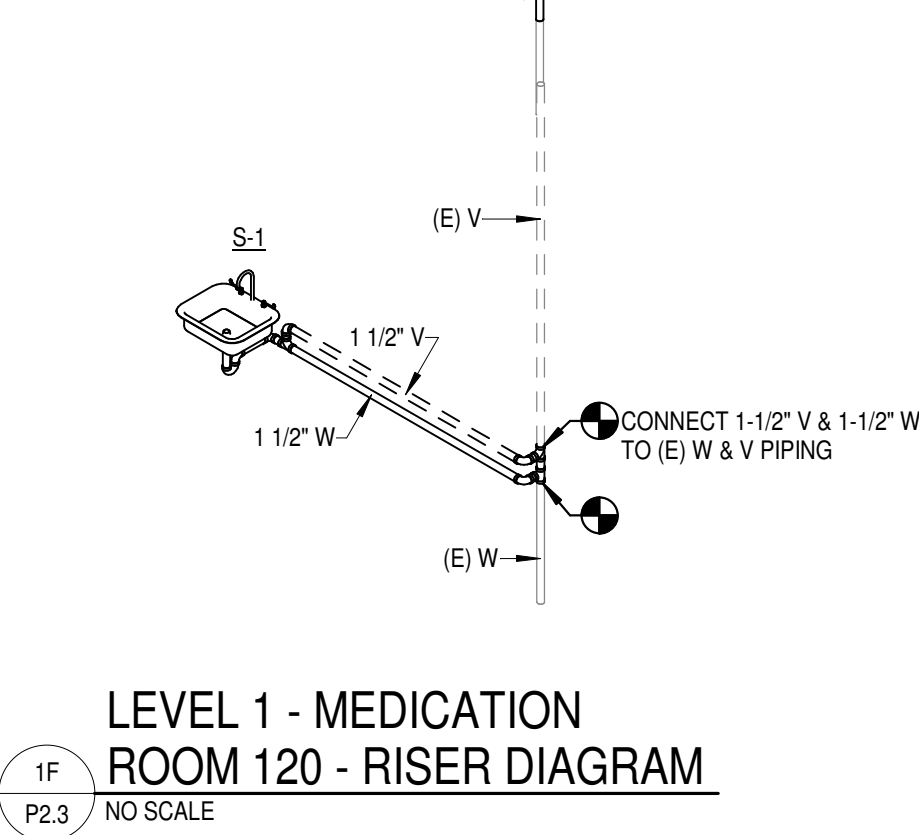 (E) V
S-1
1 1/2" V
1 1/2" W
CONNECT 1-1/2" V & 1-1/2" W
TO (E) W & V PIPING
(E) W
LEVEL 1 - MEDICATION
ROOM 120 - RISER DIAGRAM
1F
P2.3
NO SCALE